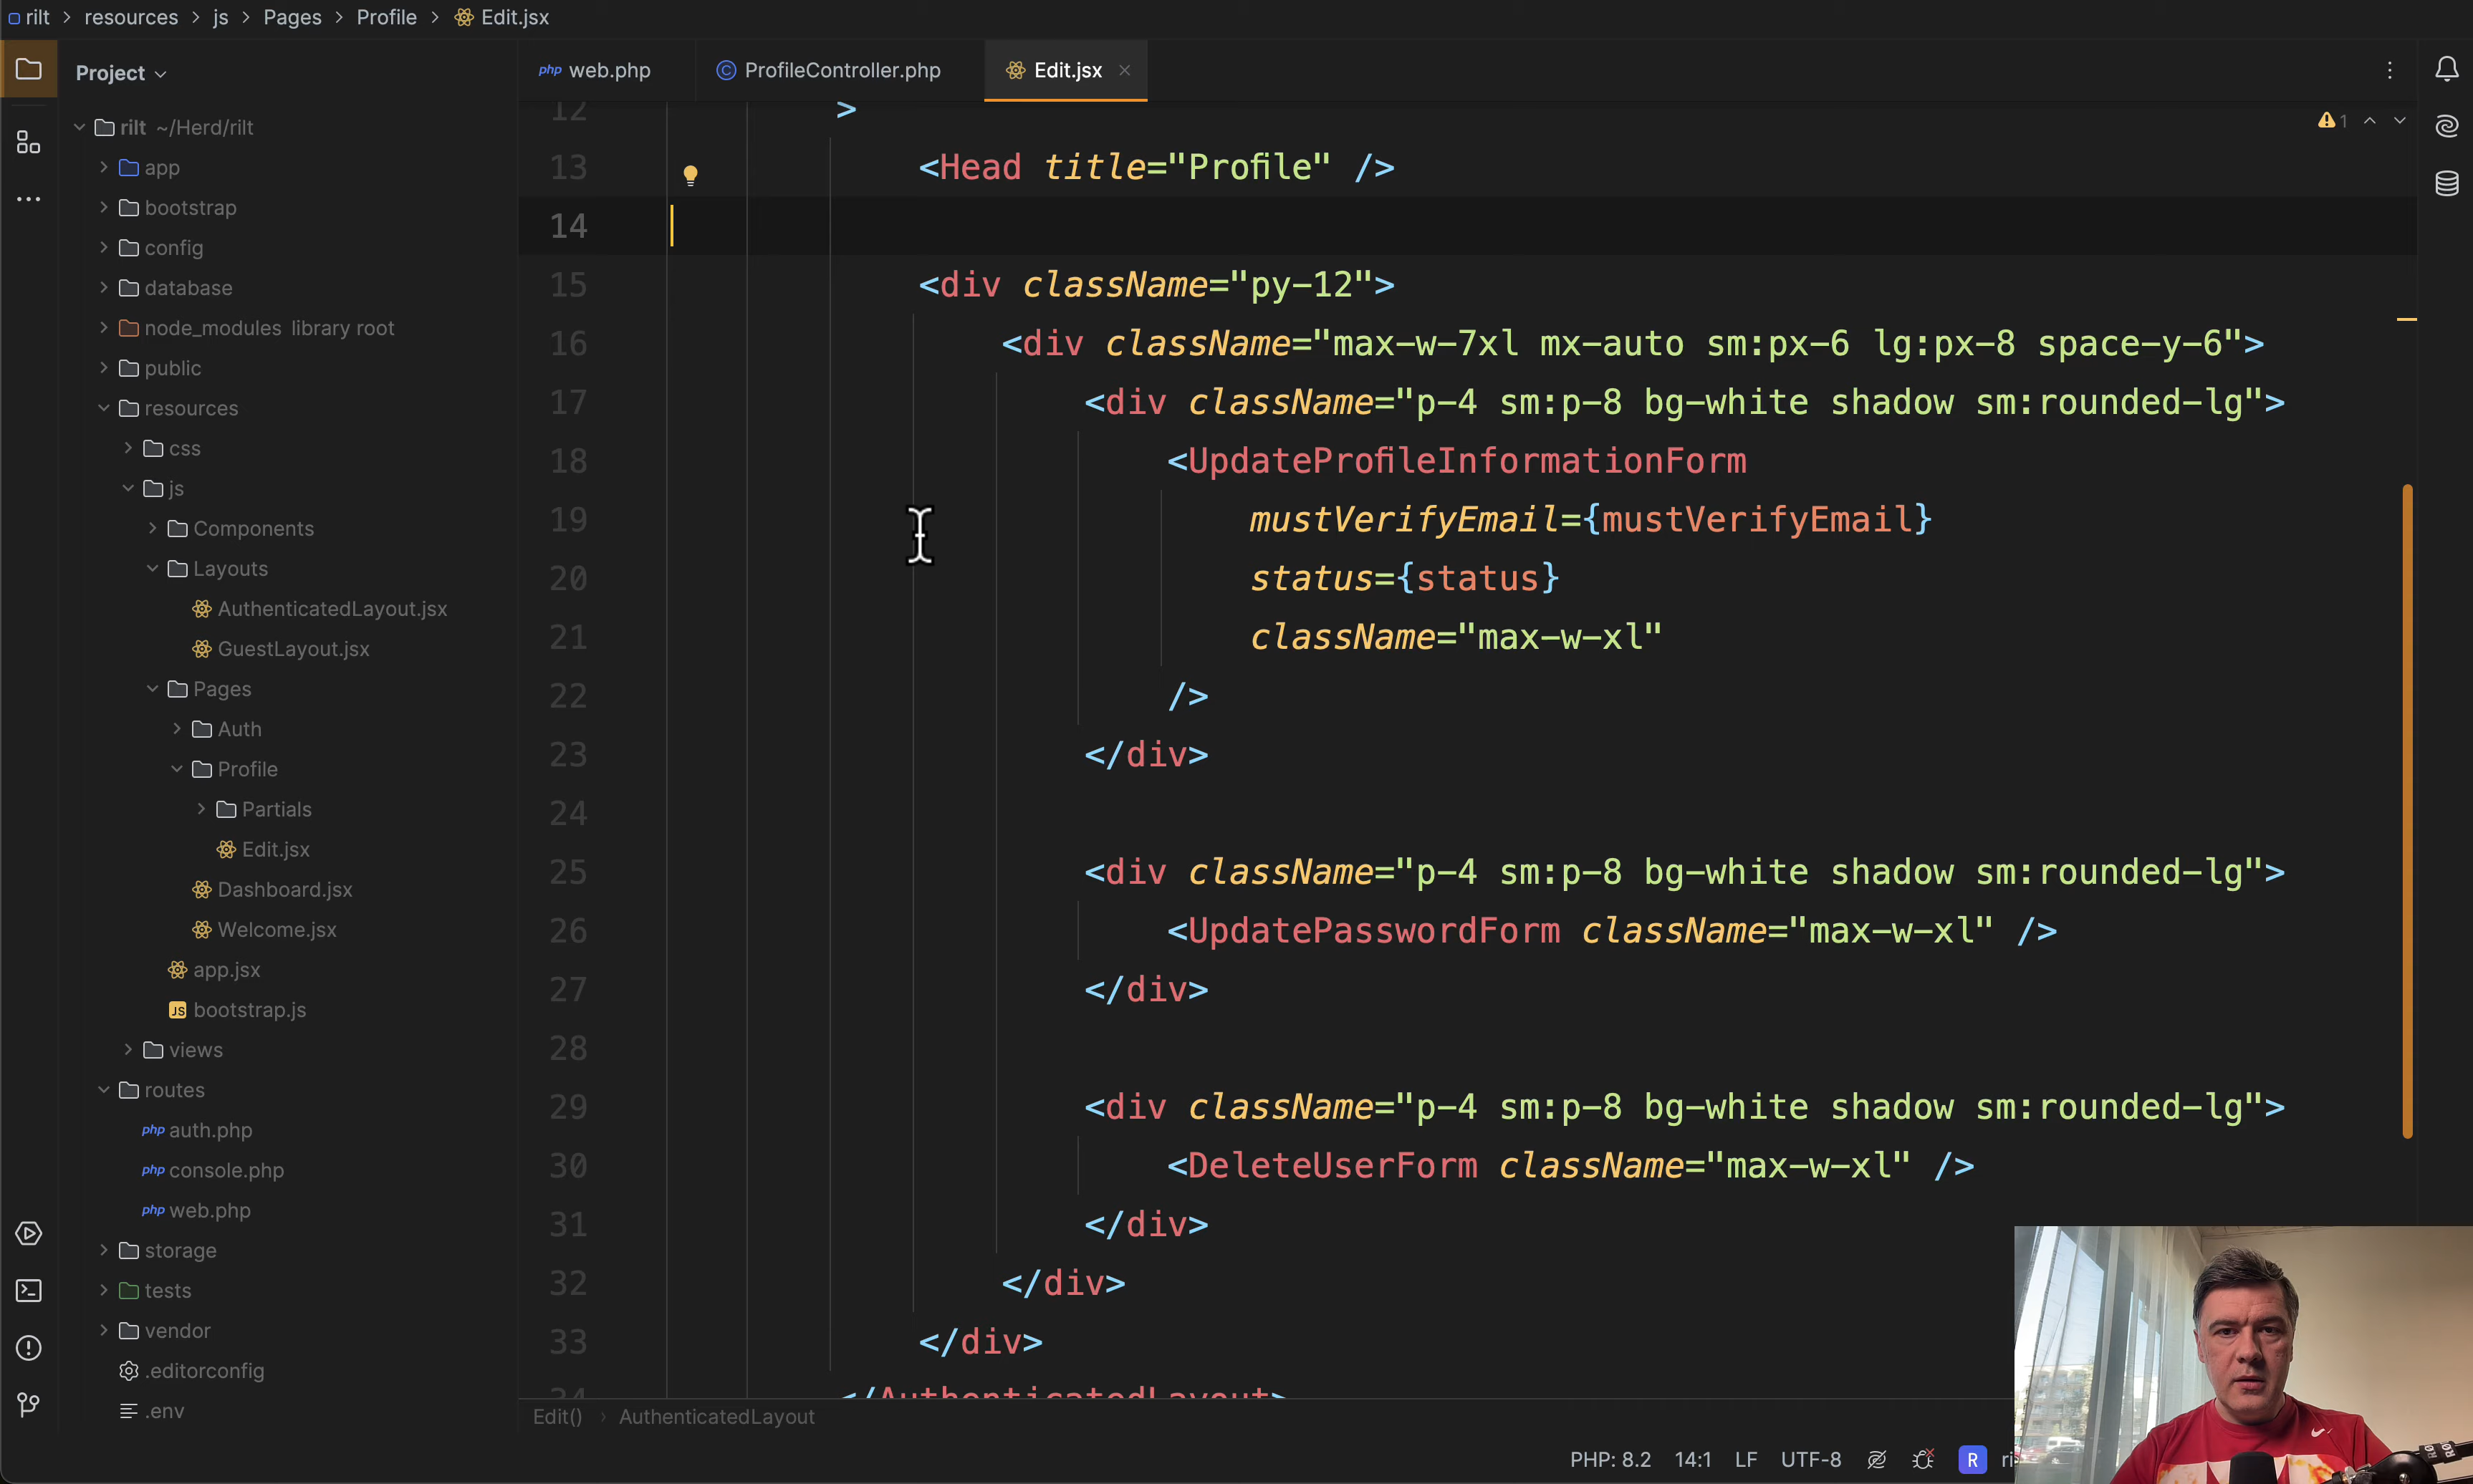 rilt > resources > js > Pages > Profile > Edit.jsx
Project
web.php
ProfileController.php
Edit.jsx
rilt ~/Herd/rilt
app
bootstrap
config
database
node_modules library root
public
resources
css
js
Components
Layouts
AuthenticatedLayout.jsx
GuestLayout.jsx
Pages
Auth
Profile
Partials
Edit.jsx
Dashboard.jsx
Welcome.jsx
app.jsx
JS bootstrap.js
views
routes
php auth.php
php console.php
php web.php
storage
tests
vendor
.editorconfig
.env
1
12 >
13 <Head title="Profile" />
14
15 <div className="py-12">
16 <div className="max-w-7xl mx-auto sm:px-6 lg:px-8 space-y-6">
17 <div className="p-4 sm:p-8 bg-white shadow sm:rounded-lg">
18 <UpdateProfileInformationForm
19 mustVerifyEmail={mustVerifyEmail}
20 status={status}
21 className="max-w-xl"
22 />
23 </div>
24
25 <div className="p-4 sm:p-8 bg-white shadow sm:rounded-lg">
26 <UpdatePasswordForm className="max-w-xl" />
27 </div>
28
29 <div className="p-4 sm:p-8 bg-white shadow sm:rounded-lg">
30 <DeleteUserForm className="max-w-xl" />
31 </div>
32 </div>
33 </div>
34 </AuthenticatedLayout>
Edit() > AuthenticatedLayout
PHP: 8.2 14:1 LF UTF-8 R